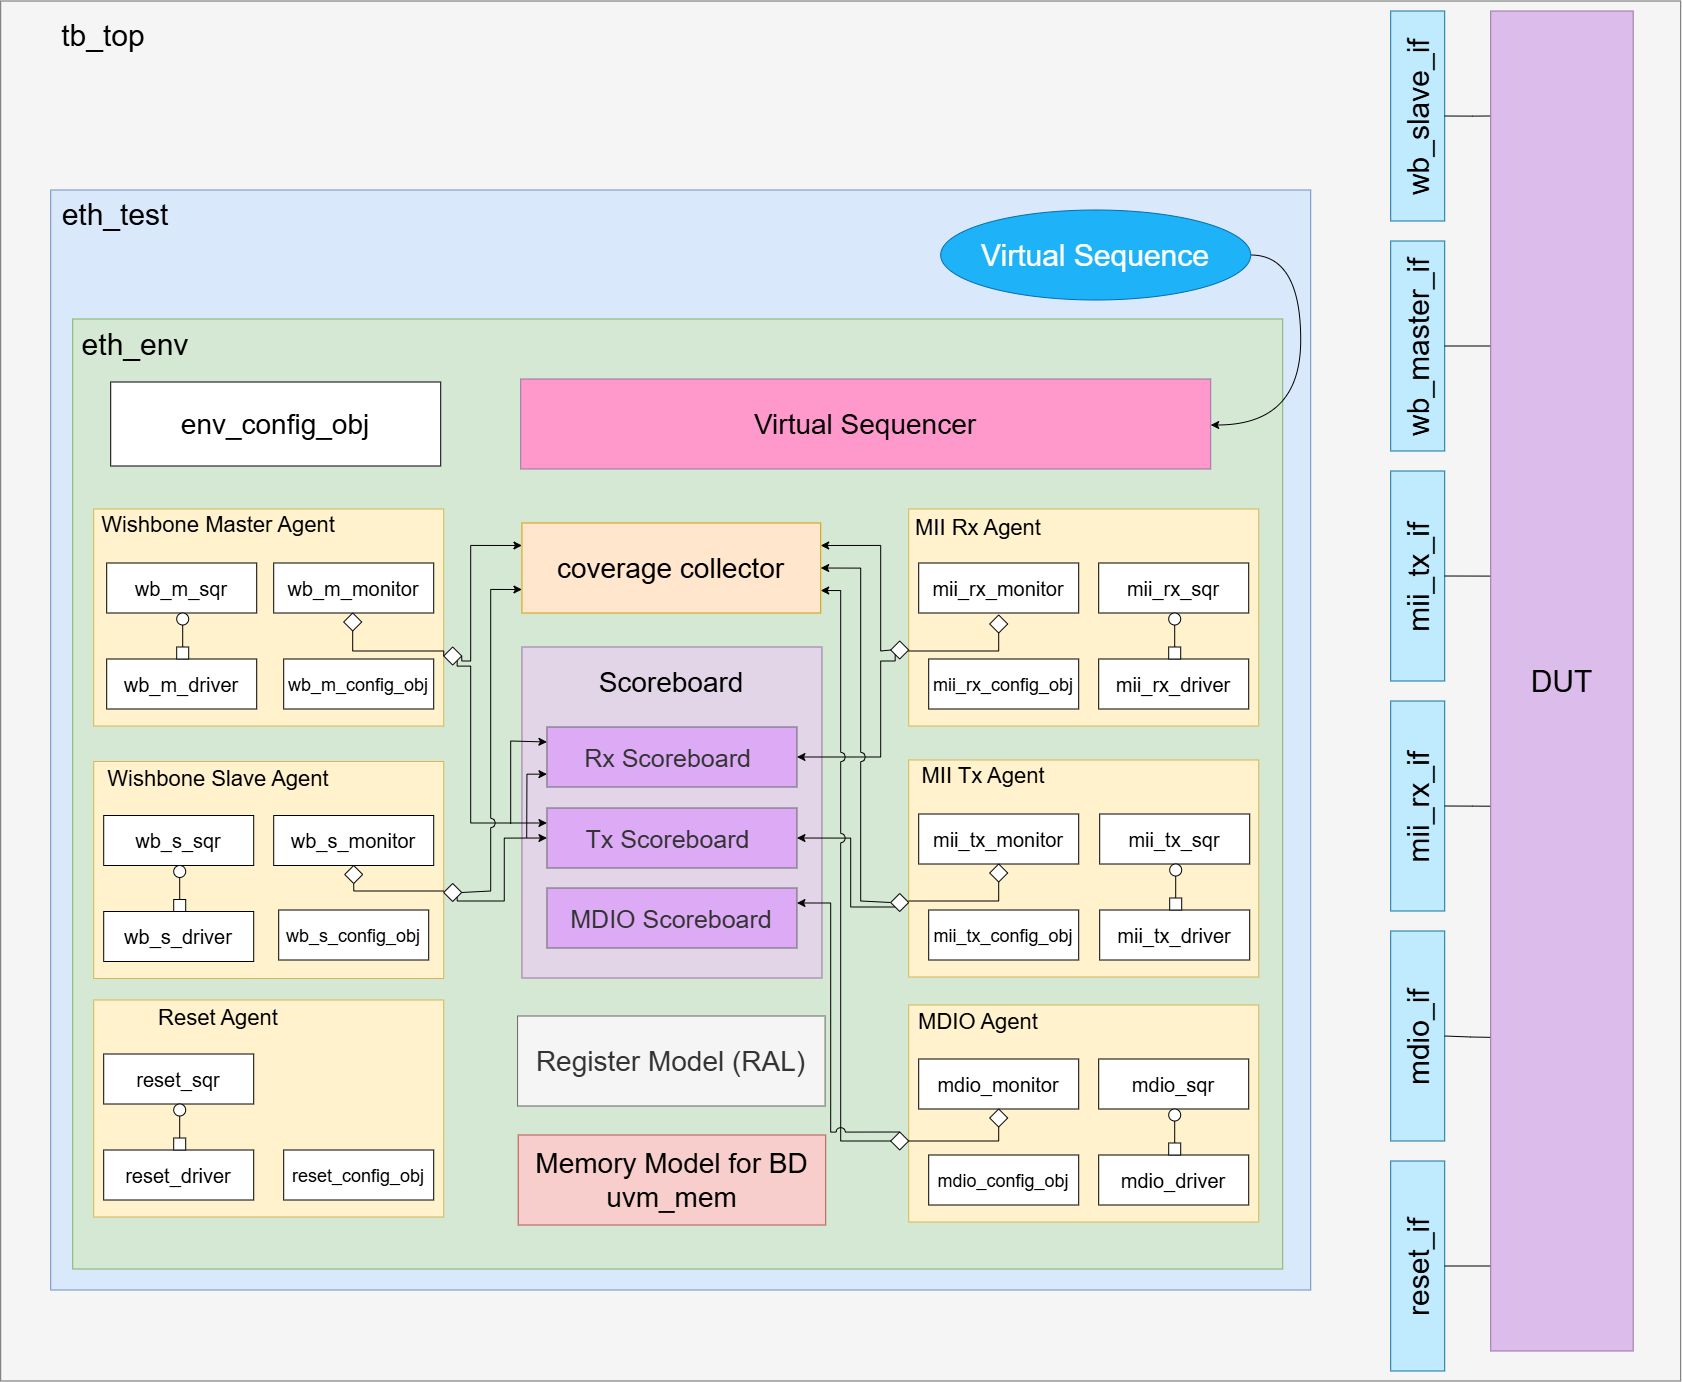 tb_top
eth_test
Virtual Sequence
eth_env
env_config_obj
Virtual Sequencer
Wishbone Master Agent
wb_m_sqr
wb_m_monitor
wb_m_driver
wb_m_config_obj
Wishbone Slave Agent
wb_s_sqr
wb_s_monitor
wb_s_driver
wb_s_config_obj
Reset Agent
reset_sqr
reset_driver
reset_config_obj
coverage collector
Scoreboard
Rx Scoreboard
Tx Scoreboard
MDIO Scoreboard
Register Model (RAL)
Memory Model for BD
uvm_mem
MII Rx Agent
mii_rx_monitor
mii_rx_sqr
mii_rx_config_obj
mii_rx_driver
MII Tx Agent
mii_tx_monitor
mii_tx_sqr
mii_tx_config_obj
mii_tx_driver
MDIO Agent
mdio_monitor
mdio_sqr
mdio_config_obj
mdio_driver
wb_slave_if
wb_master_if
mii_tx_if
mii_rx_if
mdio_if
reset_if
DUT